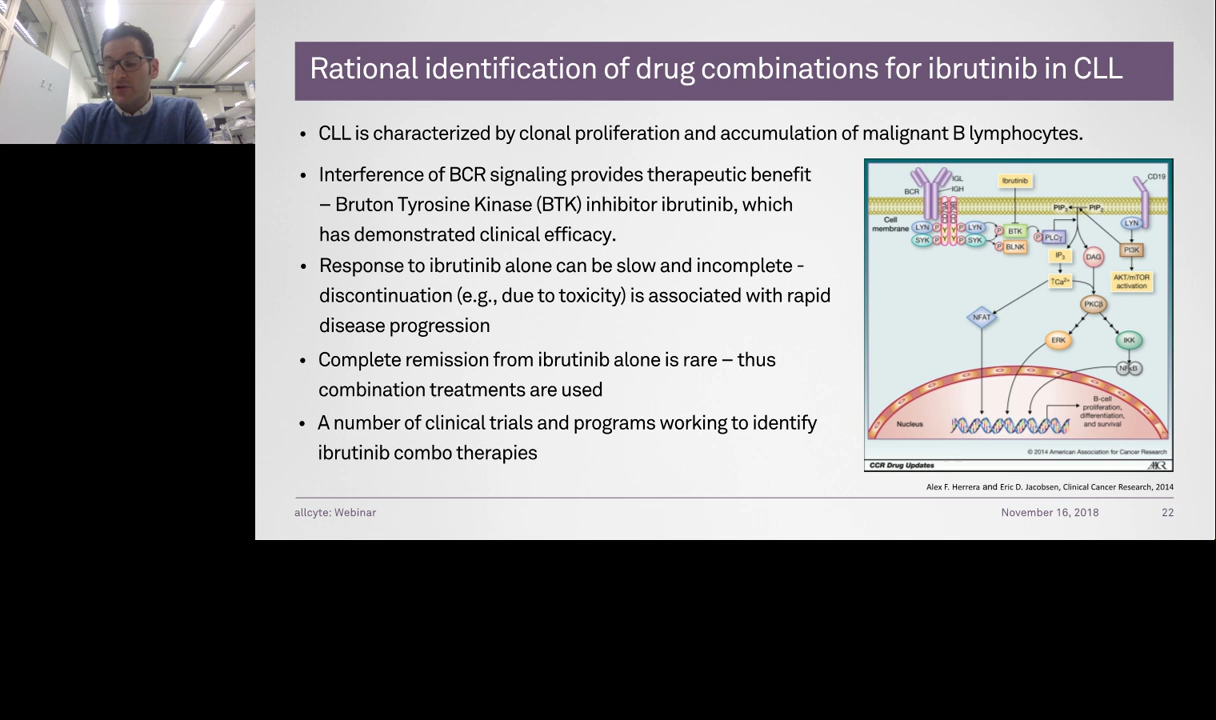 Rational identification of drug combinations for ibrutinib in CLL
• CLL is characterized by clonal proliferation and accumulation of malignant B lymphocytes.
• Interference of BCR signaling provides therapeutic benefit
– Bruton Tyrosine Kinase (BTK) inhibitor ibrutinib, which
has demonstrated clinical efficacy.
• Response to ibrutinib alone can be slow and incomplete -
discontinuation (e.g., due to toxicity) is associated with rapid
disease progression
• Complete remission from ibrutinib alone is rare – thus
combination treatments are used
• A number of clinical trials and programs working to identify
ibrutinib combo therapies
IGL
Ibrutinib
CD19
BCR
IGH
PIP3
PIP2
Cell
membrane
LYN
P
P
LYN
P
BTK
P
PLCγ
LYN
SYK
P
P
SYK
P
BLNK
PI3K
IP3
DAG
↑Ca2+
AKT/mTOR
activation
PKCβ
NFAT
ERK
IKK
NFκB
B-cell
proliferation,
differentiation,
and survival
Nucleus
© 2014 American Association for Cancer Research
CCR Drug Updates
Alex F. Herrera and Eric D. Jacobsen, Clinical Cancer Research, 2014
allcyte: Webinar
November 16, 2018
22